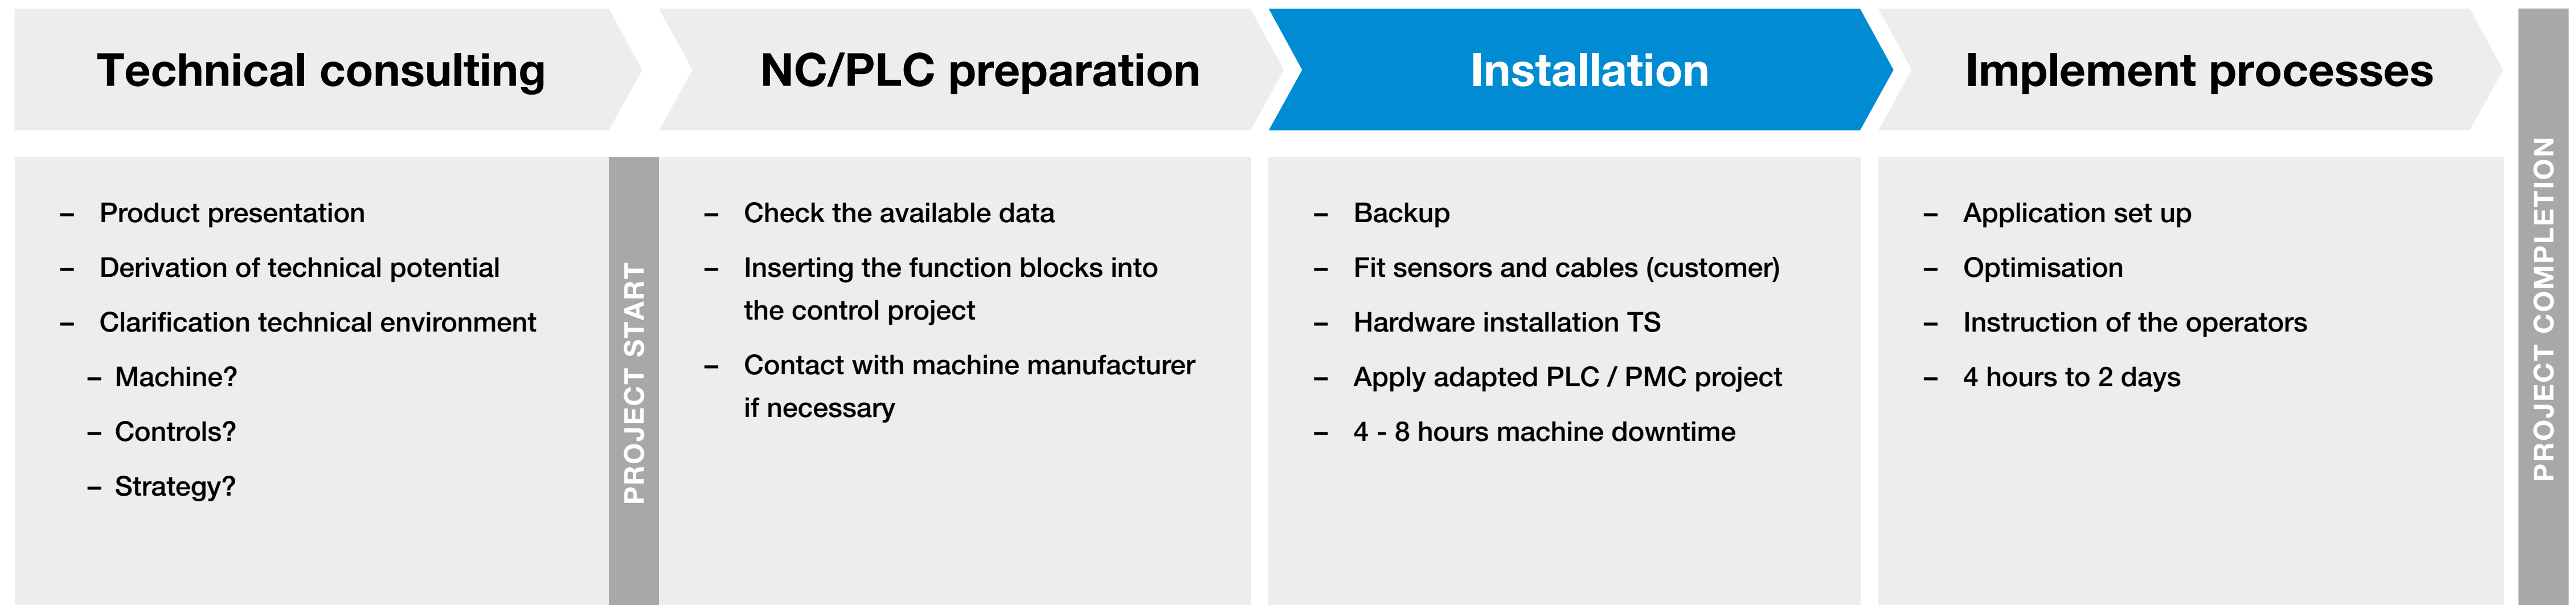 Technical consulting
– Product presentation
– Derivation of technical potential
– Clarification technical environment
– Machine?
– Controls?
– Strategy?
PROJECT START
NC/PLC preparation
– Check the available data
– Inserting the function blocks into
the control project
– Contact with machine manufacturer
if necessary
Installation
– Backup
– Fit sensors and cables (customer)
– Hardware installation TS
– Apply adapted PLC / PMC project
– 4 - 8 hours machine downtime
Implement processes
– Application set up
– Optimisation
– Instruction of the operators
– 4 hours to 2 days
PROJECT COMPLETION